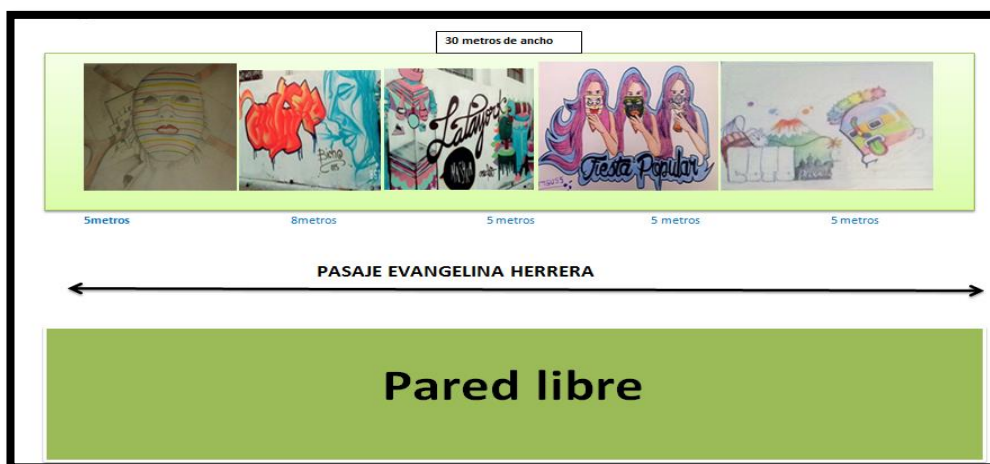 30 metros de ancho
Fiesta Popular
5metros 8metros 5 metros 5 metros 5 metros
PASAJE EVANGELINA HERRERA
Pared libre